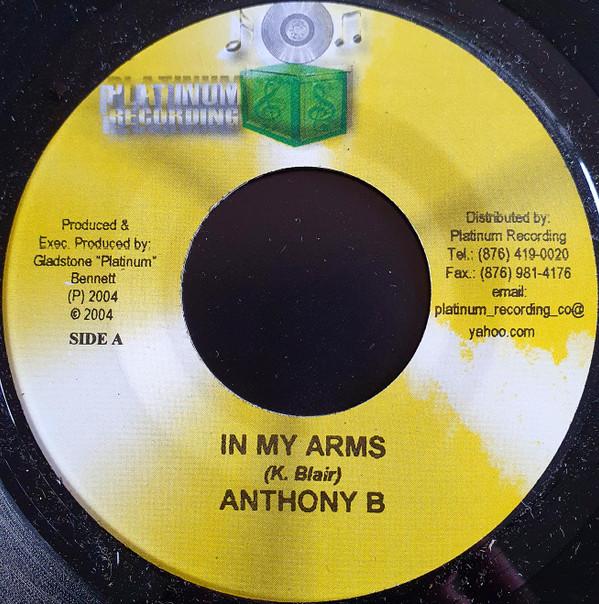 PLATINUM
RECORDING
Produced &
Exec. Produced by:
Gladstone "Platinum"
Bennett
(P) 2004
© 2004
SIDE A
Distributed by:
Platinum Recording
Tel.: (876) 419-0020
Fax.: (876) 981-4176
email:
platinum_recording_co@
yahoo.com
IN MY ARMS
(K. Blair)
ANTHONY B